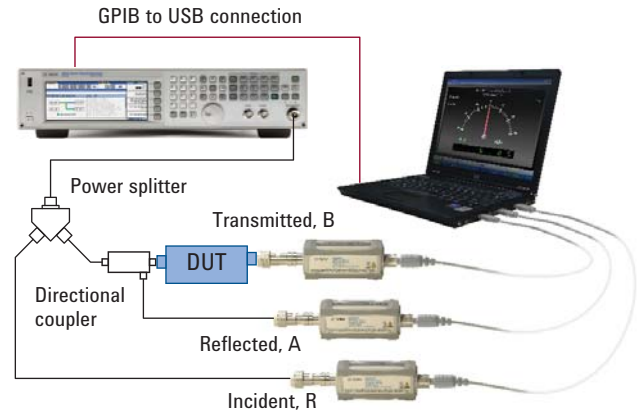 GPIB to USB connection
Power splitter
Transmitted, B
DUT
Directional
coupler
Reflected, A
Incident, R